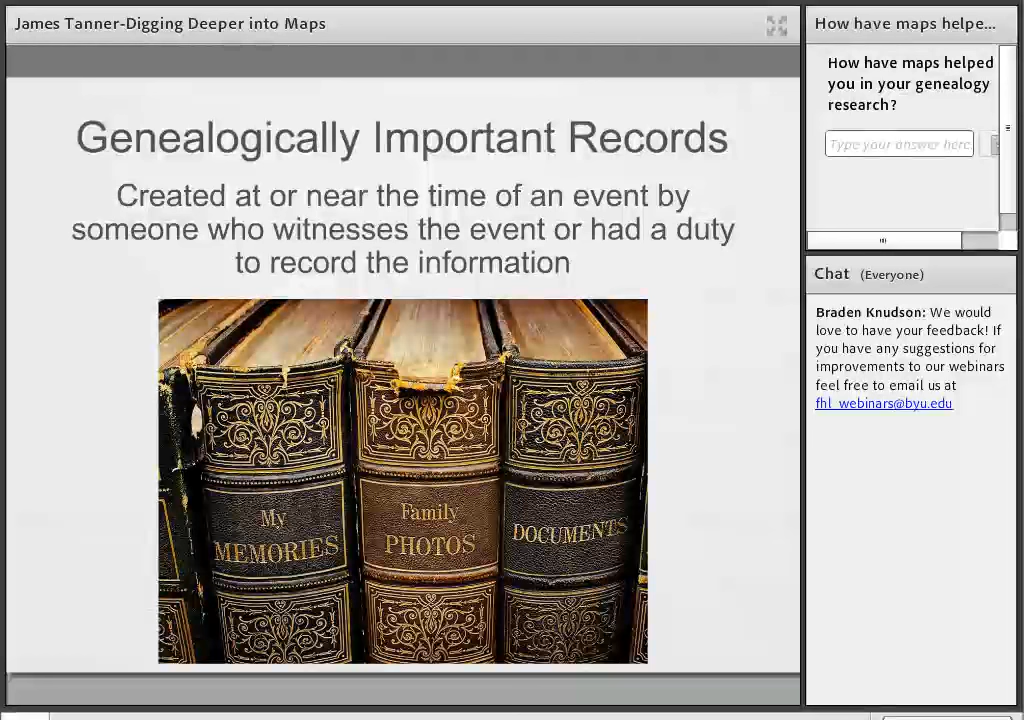 James Tanner-Digging Deeper into Maps
Genealogically Important Records
Created at or near the time of an event by
someone who witnesses the event or had a duty
to record the information
My
MEMORIES
Family
PHOTOS
DOCUMENTS
How have maps helpe...
How have maps helped
you in your genealogy
research?
Type your answer here.
Chat (Everyone)
Braden Knudson: We would
love to have your feedback! If
you have any suggestions for
improvements to our webinars
feel free to email us at
fhl_webinars@byu.edu